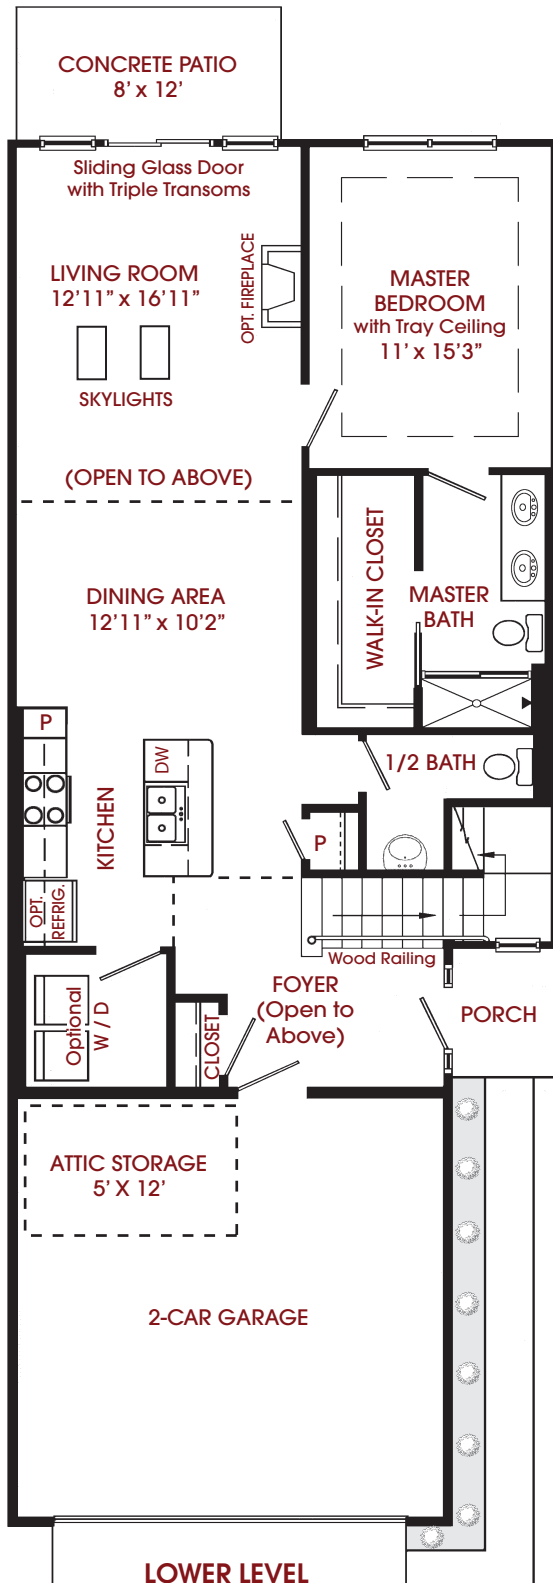 CONCRETE PATIO
8’ x 12’
Sliding Glass Door
with Triple Transoms
LIVING ROOM
12’11” x 16’11”
OPT. FIREPLACE
MASTER
BEDROOM
with Tray Ceiling
11’ x 15’3”
SKYLIGHTS
(OPEN TO ABOVE)
WALK-IN CLOSET
DINING AREA
12’11” x 10’2”
MASTER
BATH
P
DW
1/2 BATH
KITCHEN
P
OPT.
REFRIG.
Wood Railing
FOYER
(Open to
Above)
PORCH
Optional
W / D
CLOSET
ATTIC STORAGE
5’ X 12’
2-CAR GARAGE
LOWER LEVEL